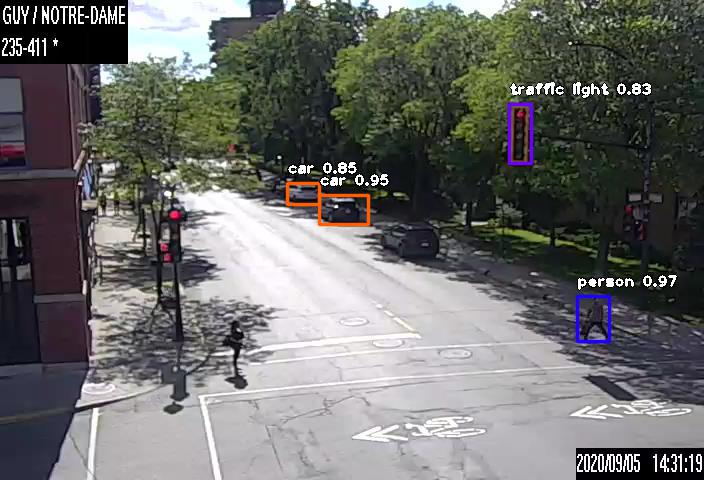 GUY / NOTRE-DAME
235-411 *
traffic light 0.83
car 0.85
car 0.95
person 0.97
2020/09/05 14:31:19